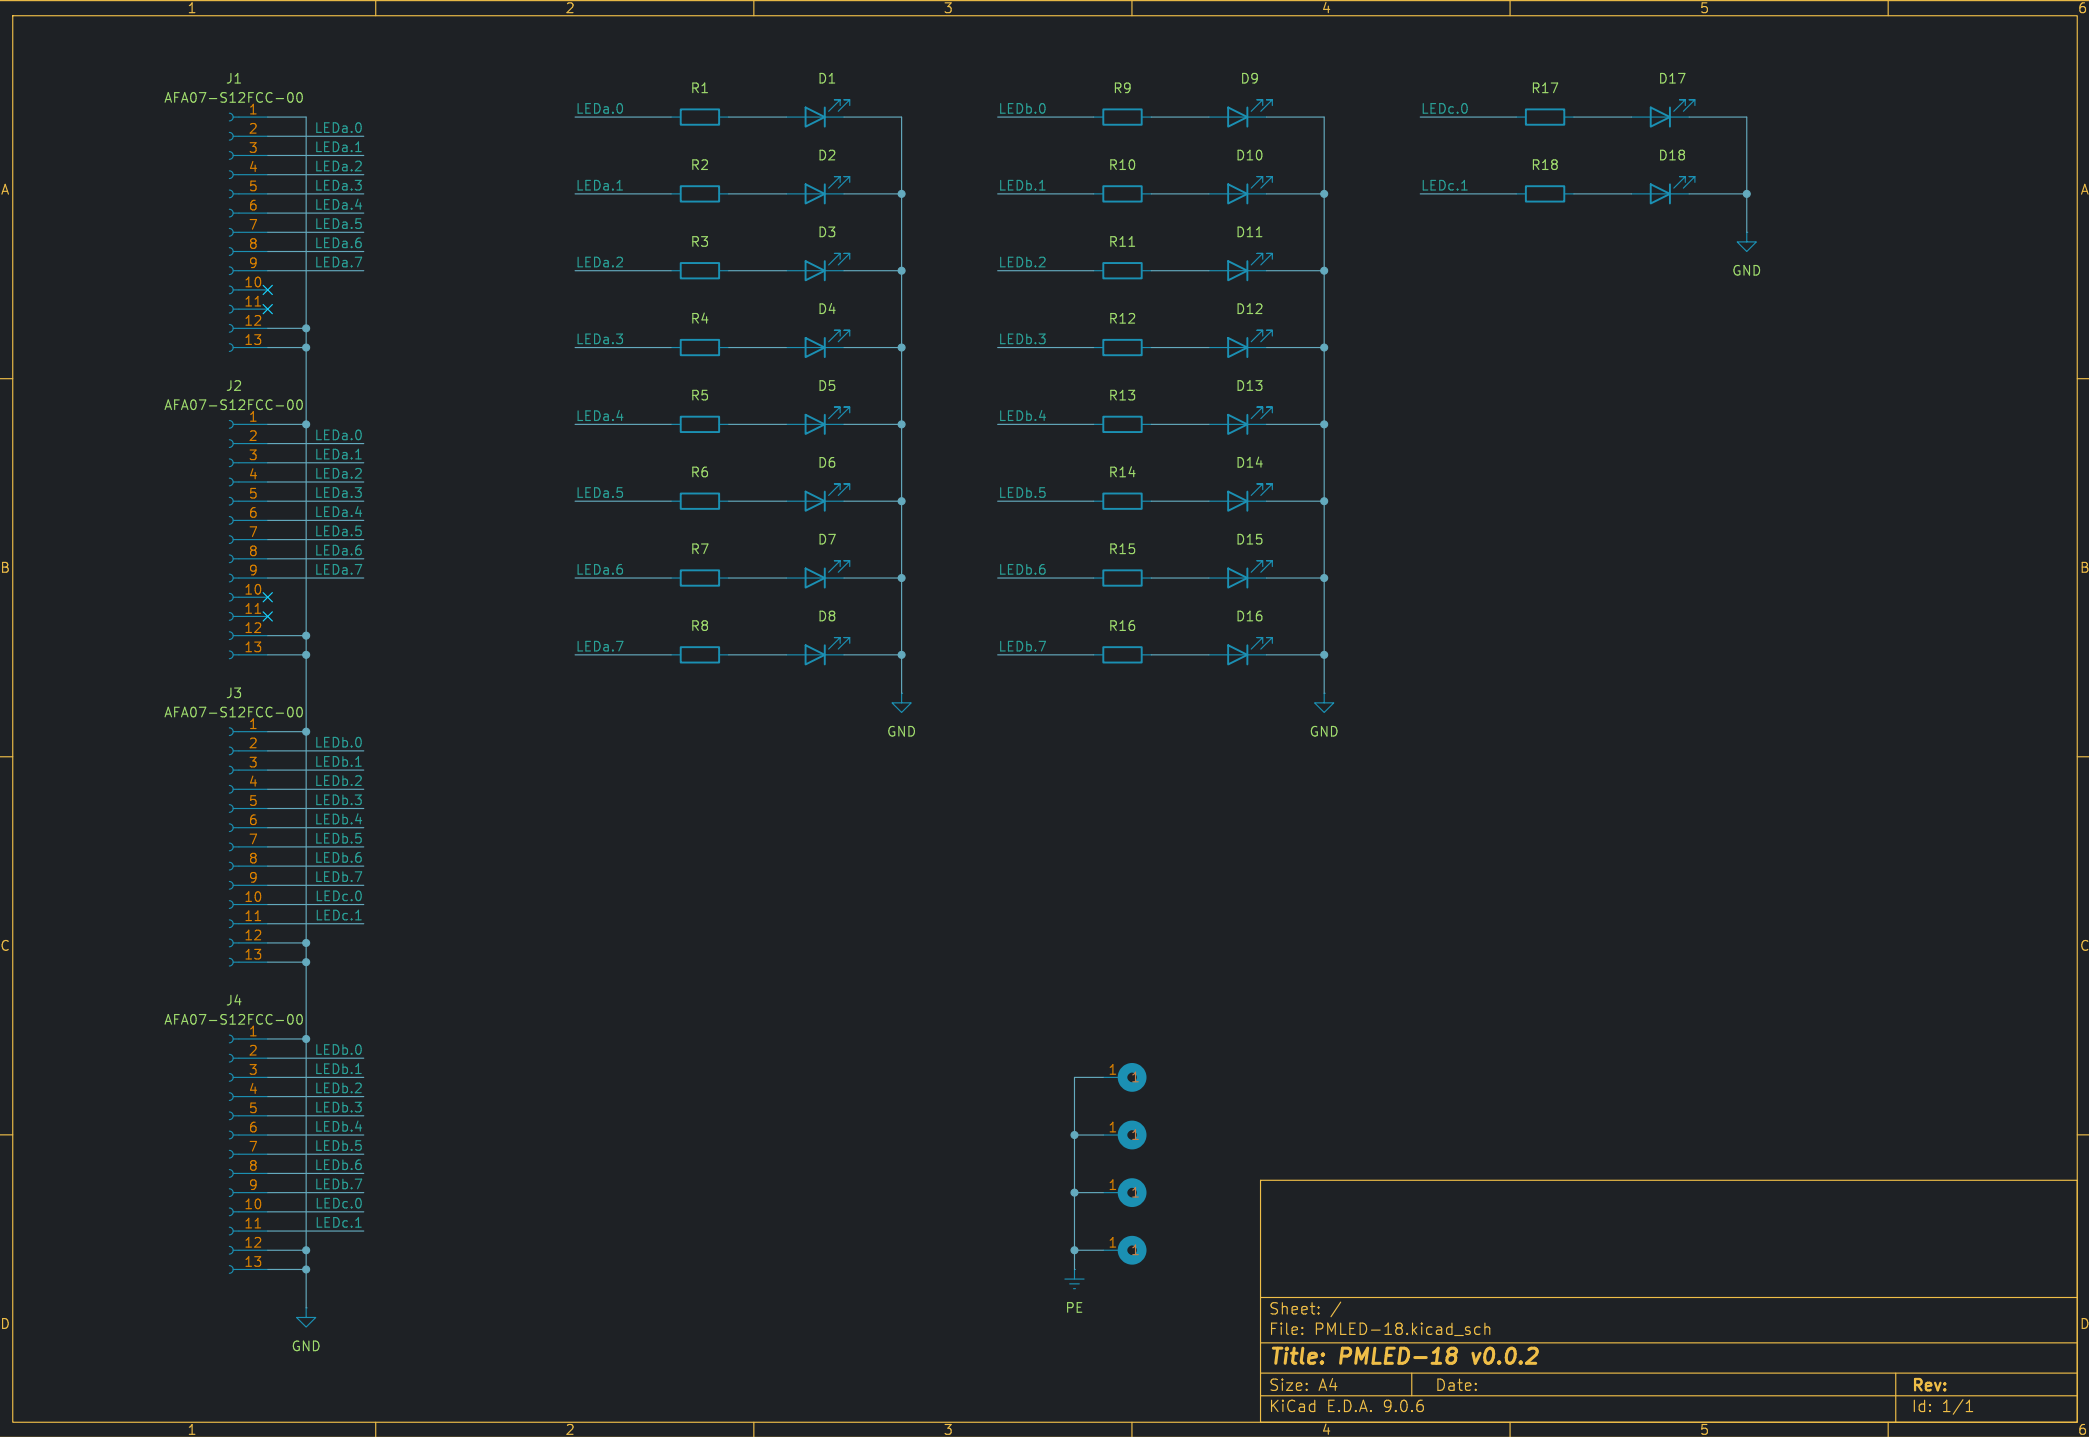 1 2 3 4 5 6
J1
AFA07-S12FCC-00
1
2 LEDa.0
3 LEDa.1
4 LEDa.2
5 LEDa.3
6 LEDa.4
7 LEDa.5
8 LEDa.6
9 LEDa.7
10
11
12
13
J2
AFA07-S12FCC-00
1
2 LEDa.0
3 LEDa.1
4 LEDa.2
5 LEDa.3
6 LEDa.4
7 LEDa.5
8 LEDa.6
9 LEDa.7
10
11
12
13
J3
AFA07-S12FCC-00
1
2 LEDb.0
3 LEDb.1
4 LEDb.2
5 LEDb.3
6 LEDb.4
7 LEDb.5
8 LEDb.6
9 LEDb.7
10 LEDc.0
11 LEDc.1
12
13
J4
AFA07-S12FCC-00
1
2 LEDb.0
3 LEDb.1
4 LEDb.2
5 LEDb.3
6 LEDb.4
7 LEDb.5
8 LEDb.6
9 LEDb.7
10 LEDc.0
11 LEDc.1
12
13
GND
LEDa.0 R1 D1
LEDa.1 R2 D2
LEDa.2 R3 D3
LEDa.3 R4 D4
LEDa.4 R5 D5
LEDa.5 R6 D6
LEDa.6 R7 D7
LEDa.7 R8 D8
GND
LEDb.0 R9 D9
LEDb.1 R10 D10
LEDb.2 R11 D11
LEDb.3 R12 D12
LEDb.4 R13 D13
LEDb.5 R14 D14
LEDb.6 R15 D15
LEDb.7 R16 D16
GND
LEDc.0 R17 D17
LEDc.1 R18 D18
GND
1 1
1 1
1 1
1 1
PE
A A
B B
C C
D D
Sheet: /
File: PMLED-18.kicad_sch
Title: PMLED-18 v0.0.2
Size: A4 Date: Rev:
KiCad E.D.A. 9.0.6 Id: 1/1
1 2 3 4 5 6